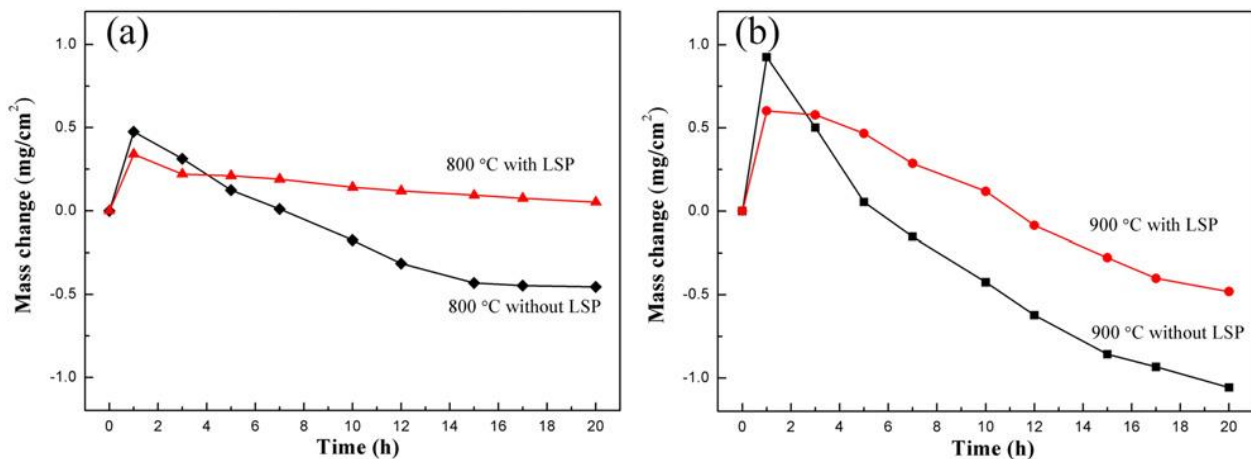 (a)
Mass change (mg/cm²)
1.0
0.5
0.0
-0.5
-1.0
800 °C with LSP
800 °C without LSP
0 2 4 6 8 10 12 14 16 18 20
Time (h)
(b)
Mass change (mg/cm²)
1.0
0.5
0.0
-0.5
-1.0
900 °C with LSP
900 °C without LSP
0 2 4 6 8 10 12 14 16 18 20
Time (h)